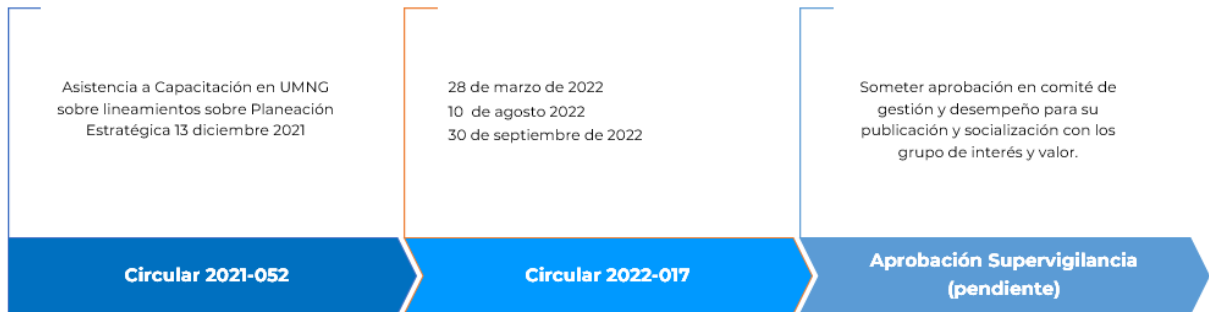 Asistencia a Capacitación en UMNG
sobre lineamientos sobre Planeación
Estratégica 13 diciembre 2021
Circular 2021-052
28 de marzo de 2022
10 de agosto 2022
30 de septiembre de 2022
Circular 2022-017
Someter aprobación en comité de
gestión y desempeño para su
publicación y socialización con los
grupo de interés y valor.
Aprobación Supervigilancia
(pendiente)